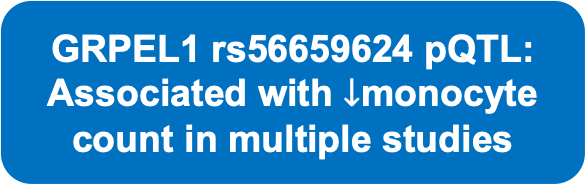 GRPEL1 rs56659624 pQTL:
Associated with ↓monocyte
count in multiple studies